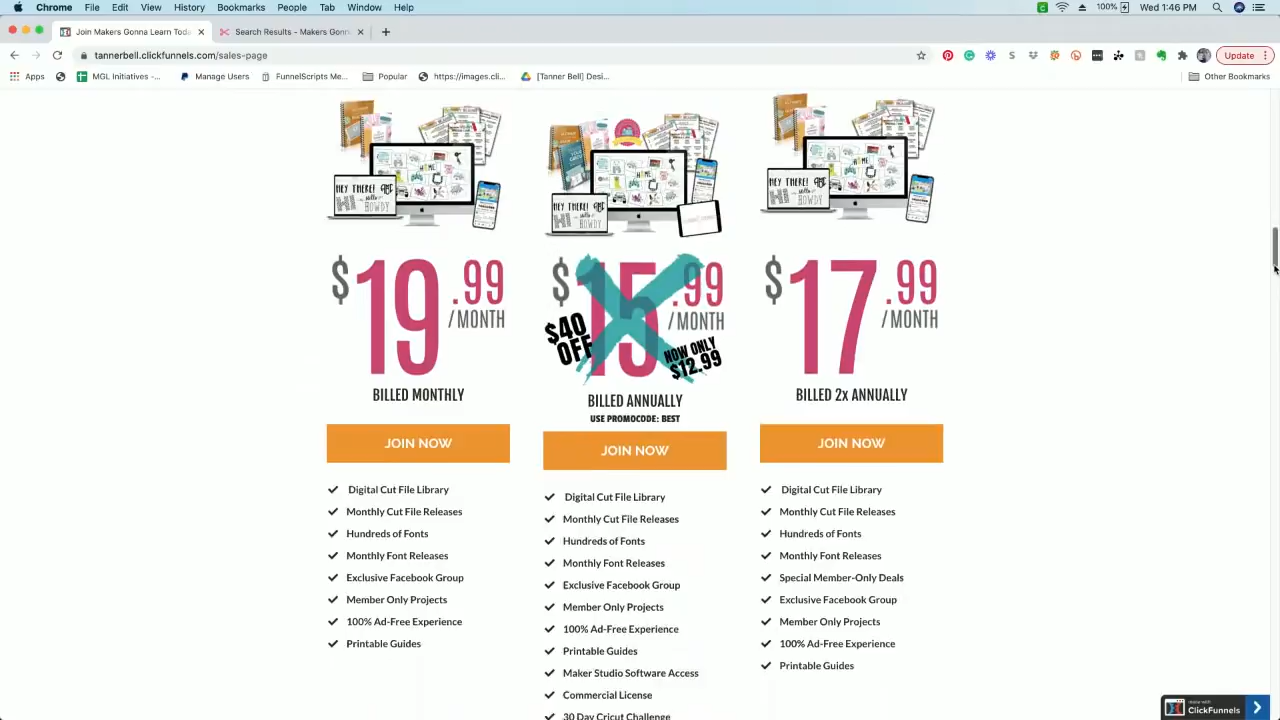 Chrome File Edit View History Bookmarks People Tab Window Help
100% Wed 1:46 PM
Join Makers Gonna Learn Toda
Search Results - Makers Gonn
tannerbell.clickfunnels.com/sales-page
Update
Apps
MGL Initiatives -...
Manage Users
FunnelScripts Me...
Popular
https://images.cli...
[Tanner Bell] Desi...
Other Bookmarks
HEY THERE!
HOME
HEY THERE!
HOME
HEY THERE!
HOME
$19.99
/MONTH
BILLED MONTHLY
JOIN NOW
Digital Cut File Library
Monthly Cut File Releases
Hundreds of Fonts
Monthly Font Releases
Exclusive Facebook Group
Member Only Projects
100% Ad-Free Experience
Printable Guides
$15.99
/MONTH
$40
OFF
NOW ONLY
$12.99
BILLED ANNUALLY
USE PROMOCODE: BEST
JOIN NOW
Digital Cut File Library
Monthly Cut File Releases
Hundreds of Fonts
Monthly Font Releases
Exclusive Facebook Group
Member Only Projects
100% Ad-Free Experience
Printable Guides
Maker Studio Software Access
Commercial License
30 Day Cricut Challenge
$17.99
/MONTH
BILLED 2x ANNUALLY
JOIN NOW
Digital Cut File Library
Monthly Cut File Releases
Hundreds of Fonts
Monthly Font Releases
Special Member-Only Deals
Exclusive Facebook Group
Member Only Projects
100% Ad-Free Experience
Printable Guides
ClickFunnels